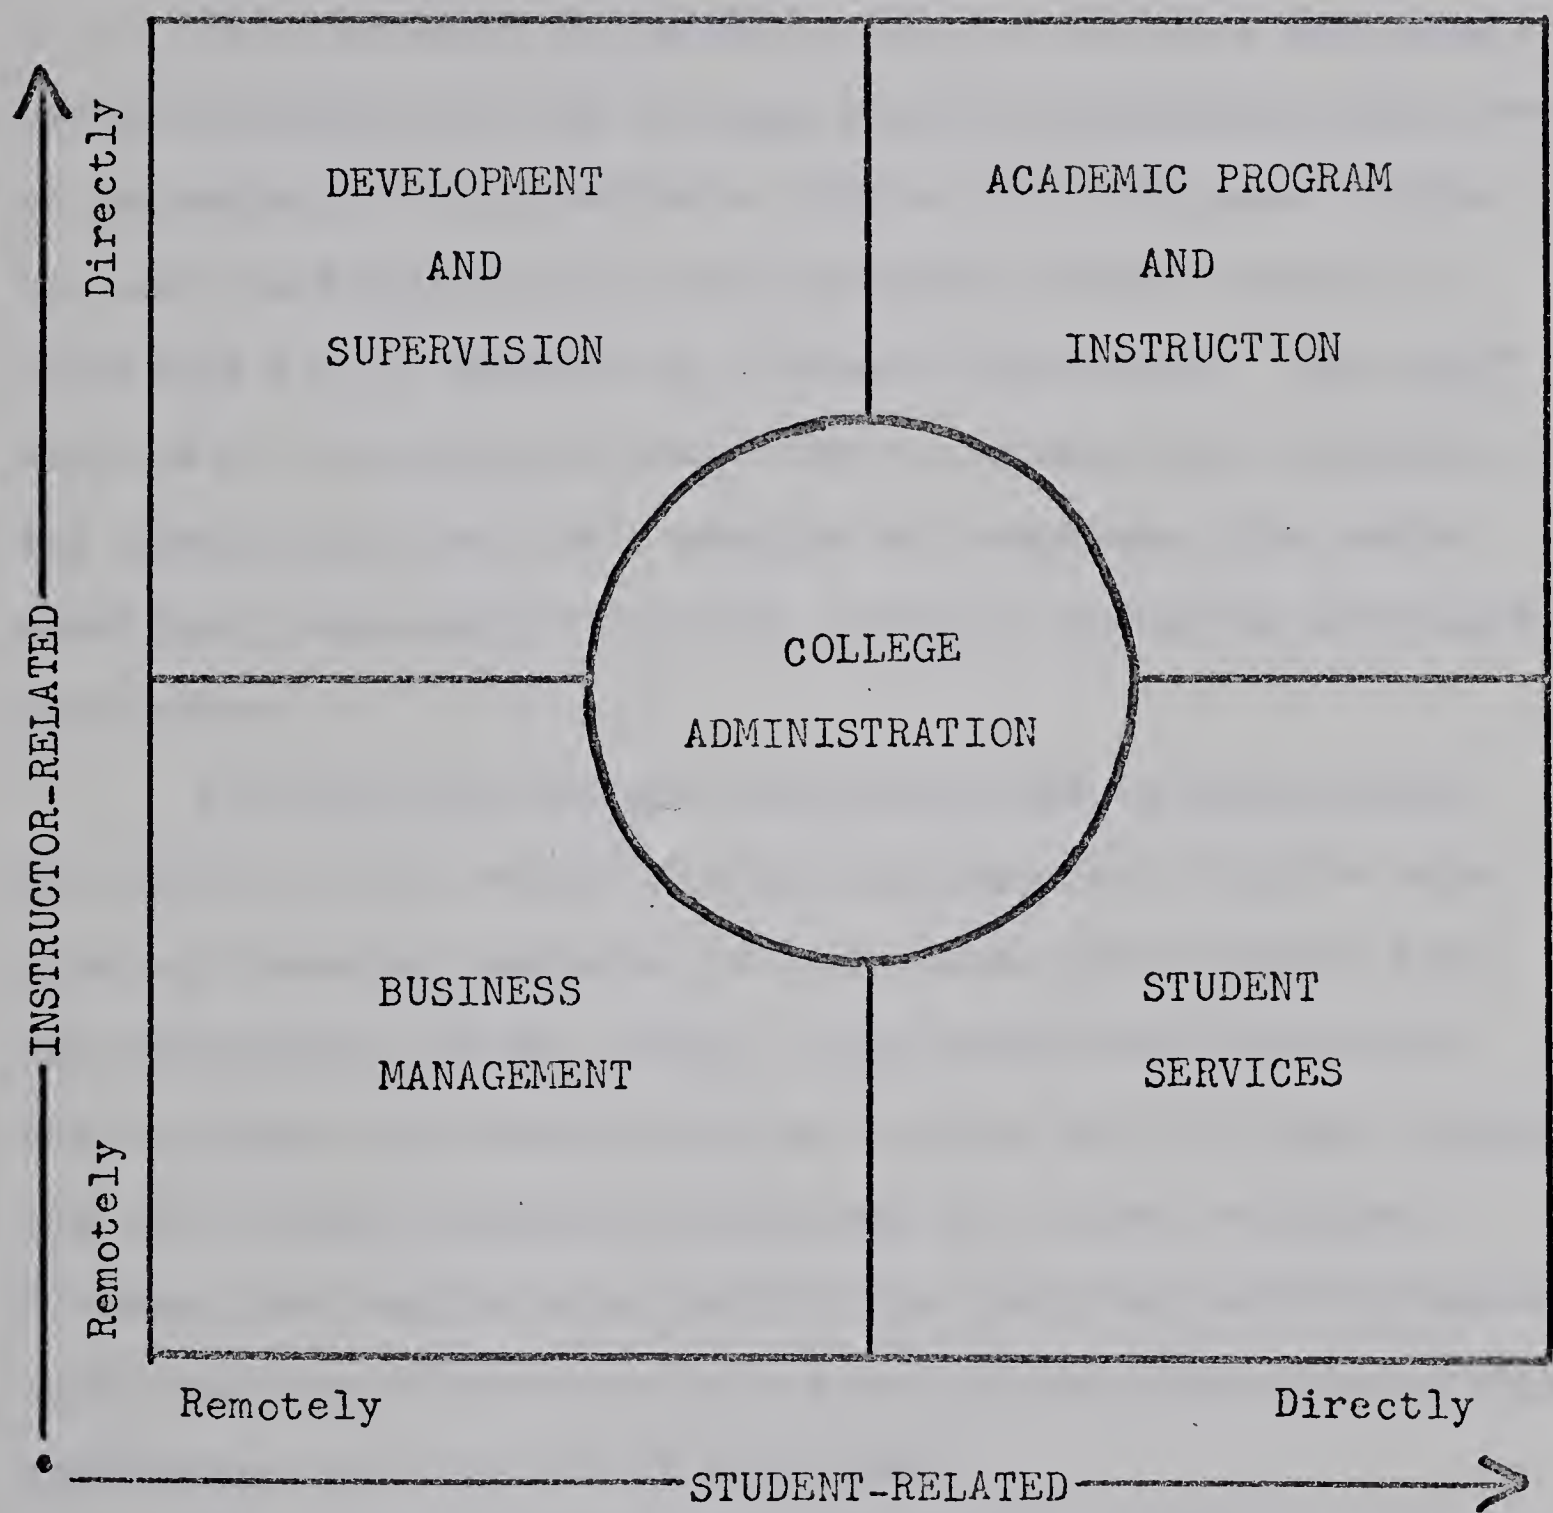 Directly
DEVELOPMENT
AND
SUPERVISION
ACADEMIC PROGRAM
AND
INSTRUCTION
INSTRUCTOR-RELATED
COLLEGE
ADMINISTRATION
BUSINESS
MANAGEMENT
STUDENT
SERVICES
Remotely
Remotely
Directly
STUDENT-RELATED